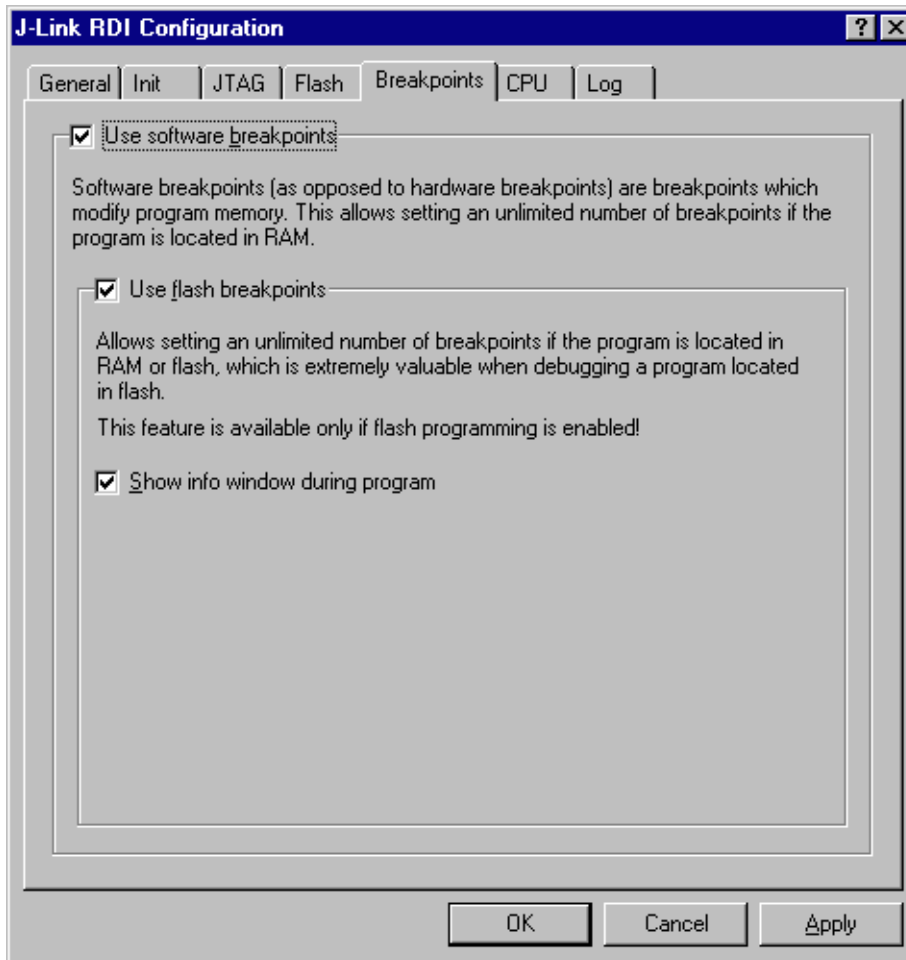 J-Link RDI Configuration
General Init JTAG Flash Breakpoints CPU Log
Use software breakpoints
Software breakpoints (as opposed to hardware breakpoints) are breakpoints which
modify program memory. This allows setting an unlimited number of breakpoints if the
program is located in RAM.
Use flash breakpoints
Allows setting an unlimited number of breakpoints if the program is located in
RAM or flash, which is extremely valuable when debugging a program located
in flash.
This feature is available only if flash programming is enabled!
Show info window during program
OK Cancel Apply